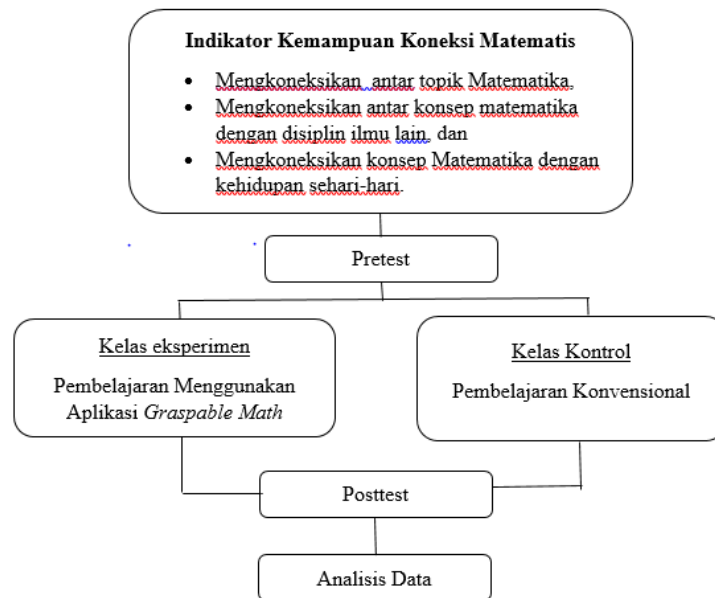 Indikator Kemampuan Koneksi Matematis
• Mengkoneksikan antar topik Matematika,
• Mengkoneksikan antar konsep matematika
dengan disiplin ilmu lain, dan
• Mengkoneksikan konsep Matematika dengan
kehidupan sehari-hari.
Pretest
Kelas eksperimen
Pembelajaran Menggunakan
Aplikasi Graspable Math
Kelas Kontrol
Pembelajaran Konvensional
Posttest
Analisis Data